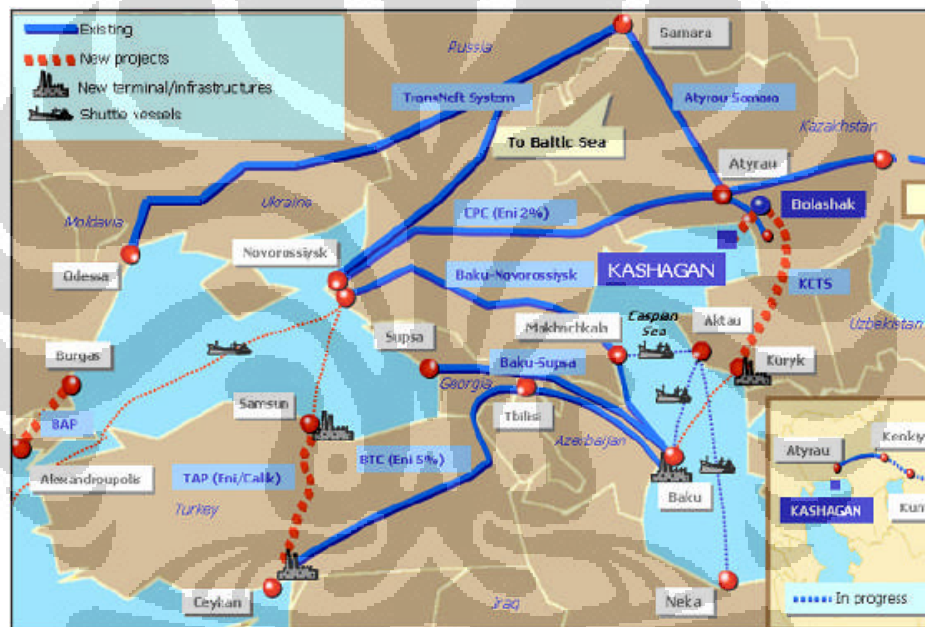 Existing
New projects
New terminal/infrastructures
Shuttle vessels
Russia
Samara
TransNeft System
Atyrau Samara
To Baltic Sea
Kazakhstan
Atyrau
Moldavia
Ukraina
CPC (Eni 2%)
Bolashak
Odessa
Novorossiysk
Baku-Novorossiysk
KASHAGAN
KCTS
Caspian
Sea
Aktau
Uzbekistan
Makhachkala
Burgas
Supsa
Baku-Supsa
Kuryk
Georgia
Samsun
Tbilisi
BAP
Azerbaijan
Atyrau
Alexandroupolis
TAP (Eni/Calik)
BTC (Eni 5%)
Baku
KASHAGAN
Turkey
Ceyhan
Iraq
Neka
In progress